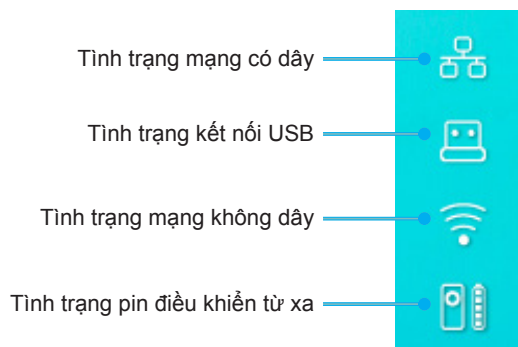 Tình trạng mạng có dây
Tình trạng kết nối USB
Tình trạng mạng không dây
Tình trạng pin điều khiển từ xa